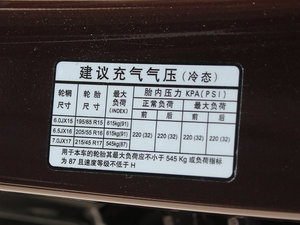 建议充气气压（冷态）
轮辋尺寸 轮胎尺寸 最大负荷(INDEX) 胎内压力 KPA(PSI)
正常负荷 最大负荷
前 后 前 后
6.0JX15 195/65 R15 615kg(91)
6.5JX16 205/55 R16 615kg(91) 220 (32) 220 (32) 220 (32) 220 (32)
7.0JX17 215/45 R17 545kg(87)
用于本车的轮胎其最大负荷应不小于 545 Kg 或负荷指标
为 87 且速度等级不低于 H